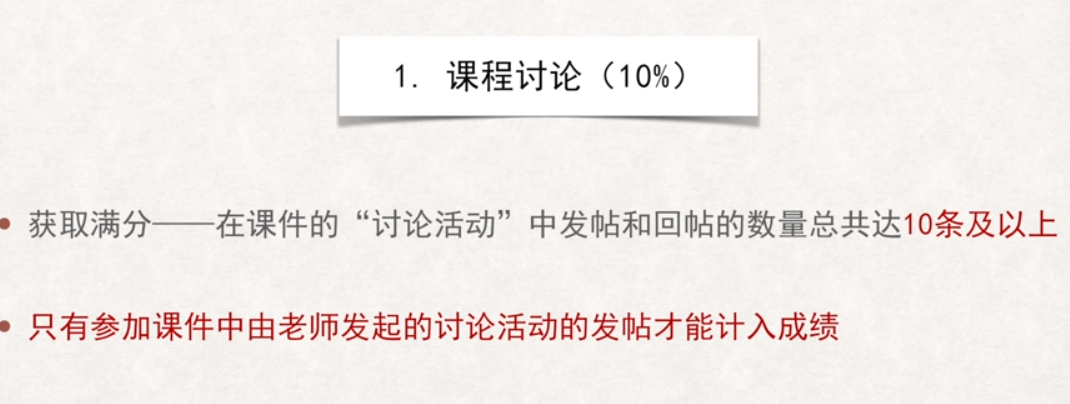 1. 课程讨论（10%）
• 获取满分——在课件的“讨论活动”中发帖和回帖的数量总共达10条及以上
• 只有参加课件中由老师发起的讨论活动的发帖才能计入成绩